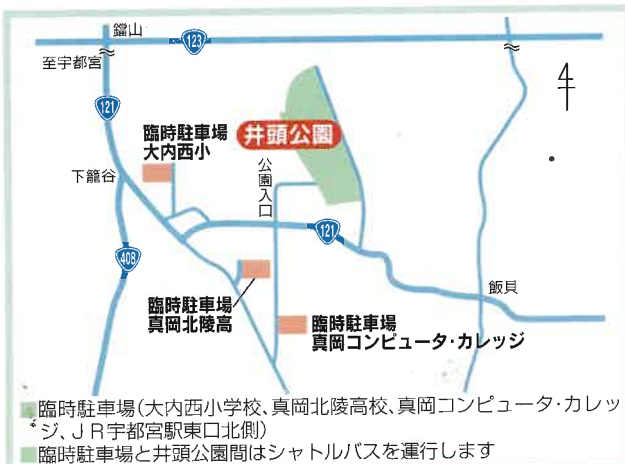 鐺山
123
至宇都宮
121
臨時駐車場
大内西小
井頭公園
公園入口
下籠谷
121
408
飯貝
臨時駐車場
真岡北陵高
臨時駐車場
真岡コンピュータ・カレッジ
臨時駐車場(大内西小学校、真岡北陵高校、真岡コンピュータ・カレッ
ジ、JR宇都宮駅東口北側)
臨時駐車場と井頭公園間はシャトルバスを運行します